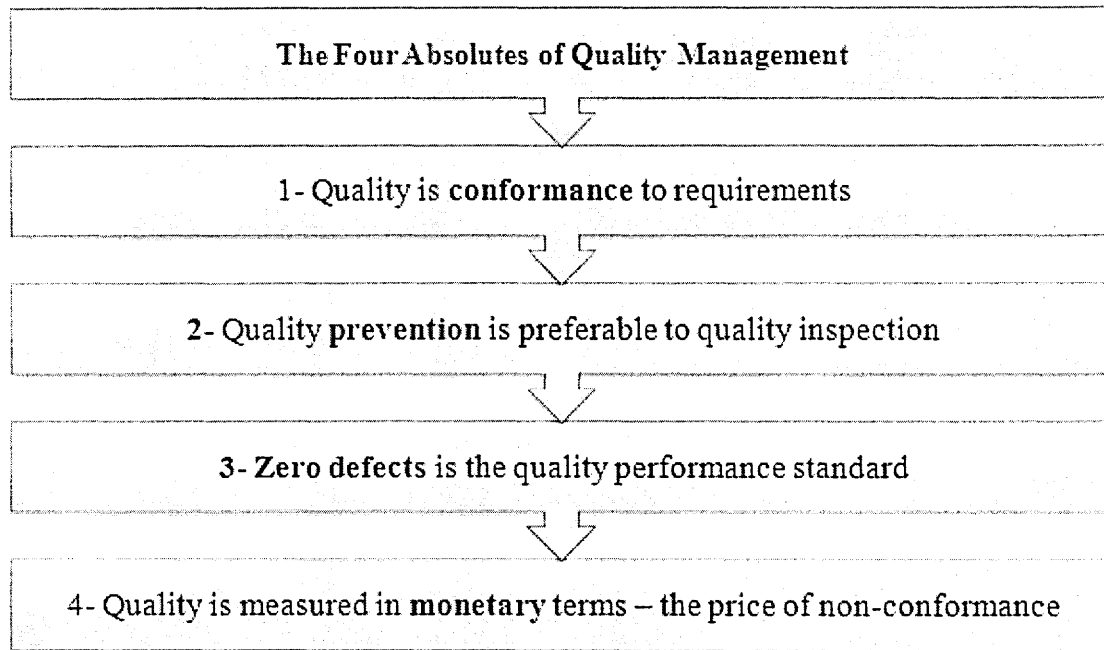 The Four Absolutes of Quality Management
1- Quality is conformance to requirements
2- Quality prevention is preferable to quality inspection
3- Zero defects is the quality performance standard
4- Quality is measured in monetary terms – the price of non-conformance